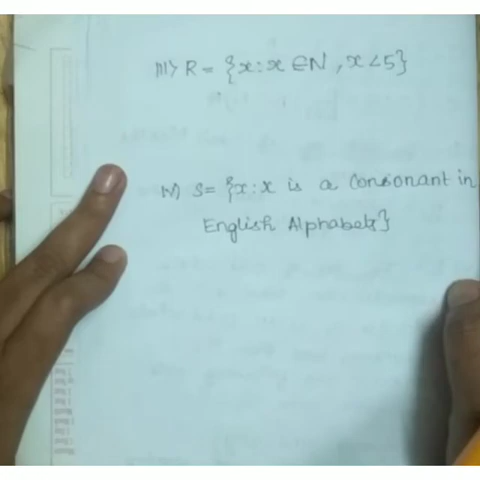 III) R = {x : x ∈ N , x < 5}
IV) S = {x : x is a Consonant in
English Alphabets}